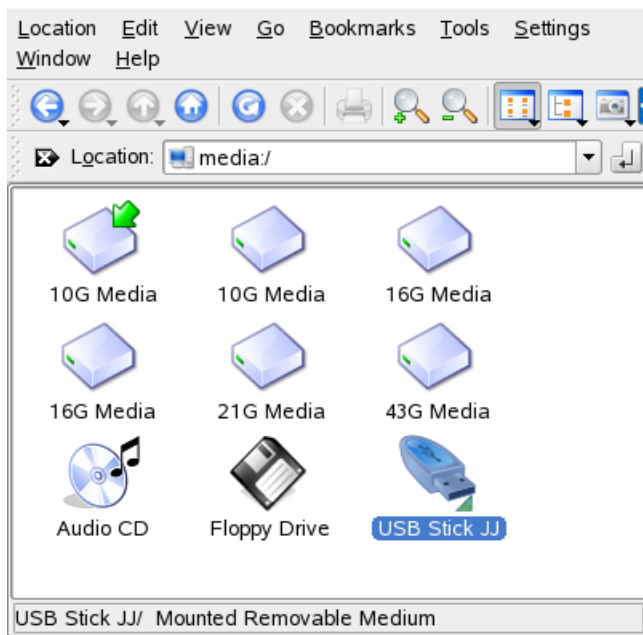 Location Edit View Go Bookmarks Tools Settings
Window Help
Location: media:/
10G Media 10G Media 16G Media
16G Media 21G Media 43G Media
Audio CD Floppy Drive USB Stick JJ
USB Stick JJ/ Mounted Removable Medium